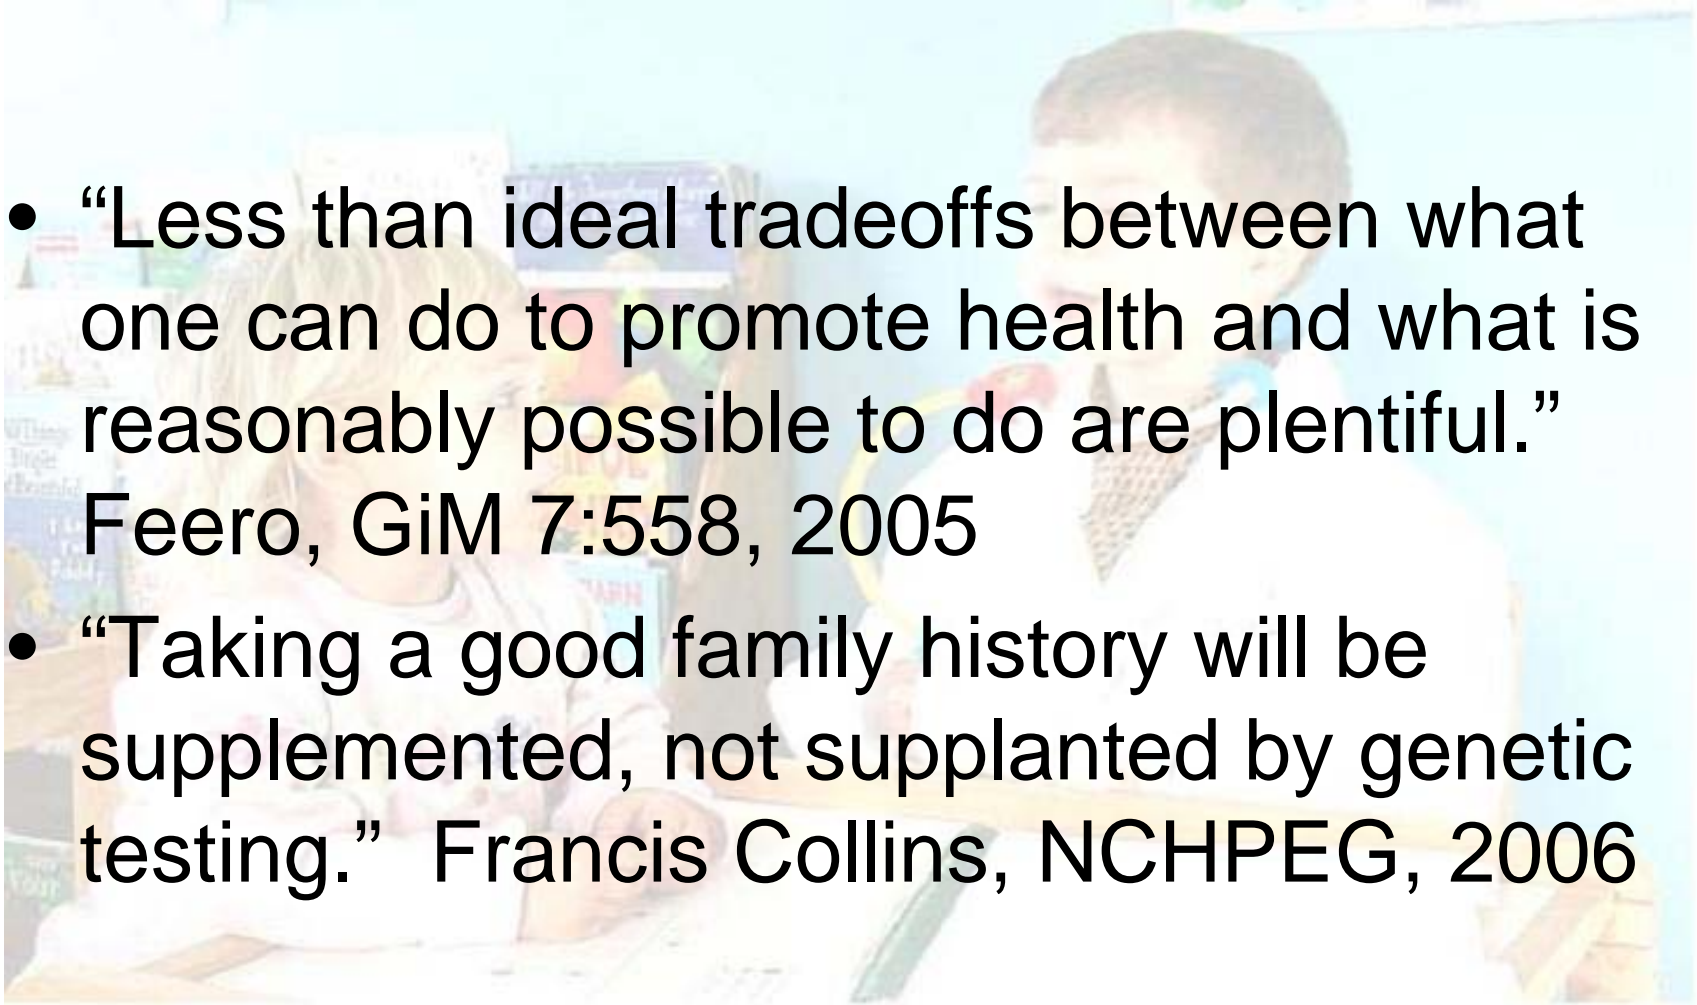 • “Less than ideal tradeoffs between what
one can do to promote health and what is
reasonably possible to do are plentiful.”
Feero, GiM 7:558, 2005
• “Taking a good family history will be
supplemented, not supplanted by genetic
testing.”  Francis Collins, NCHPEG, 2006